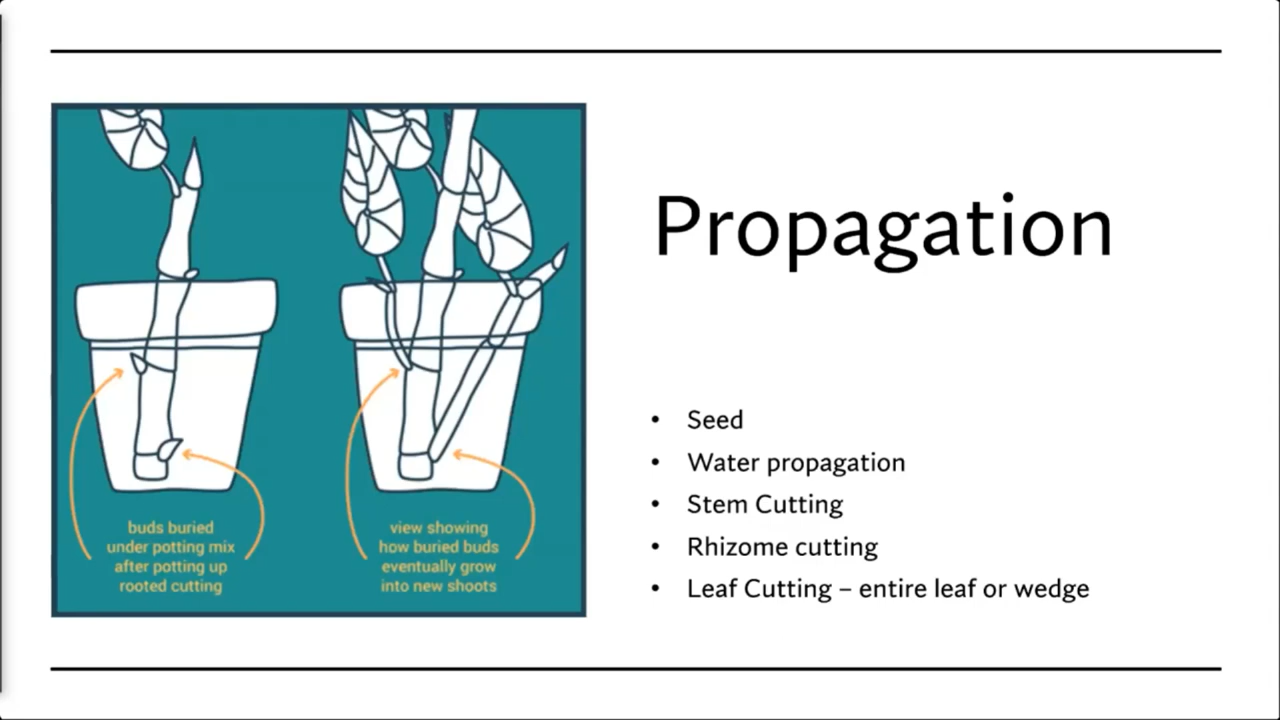 Propagation
• Seed
• Water propagation
• Stem Cutting
• Rhizome cutting
• Leaf Cutting – entire leaf or wedge
buds buried
under potting mix
after potting up
rooted cutting
view showing
how buried buds
eventually grow
into new shoots